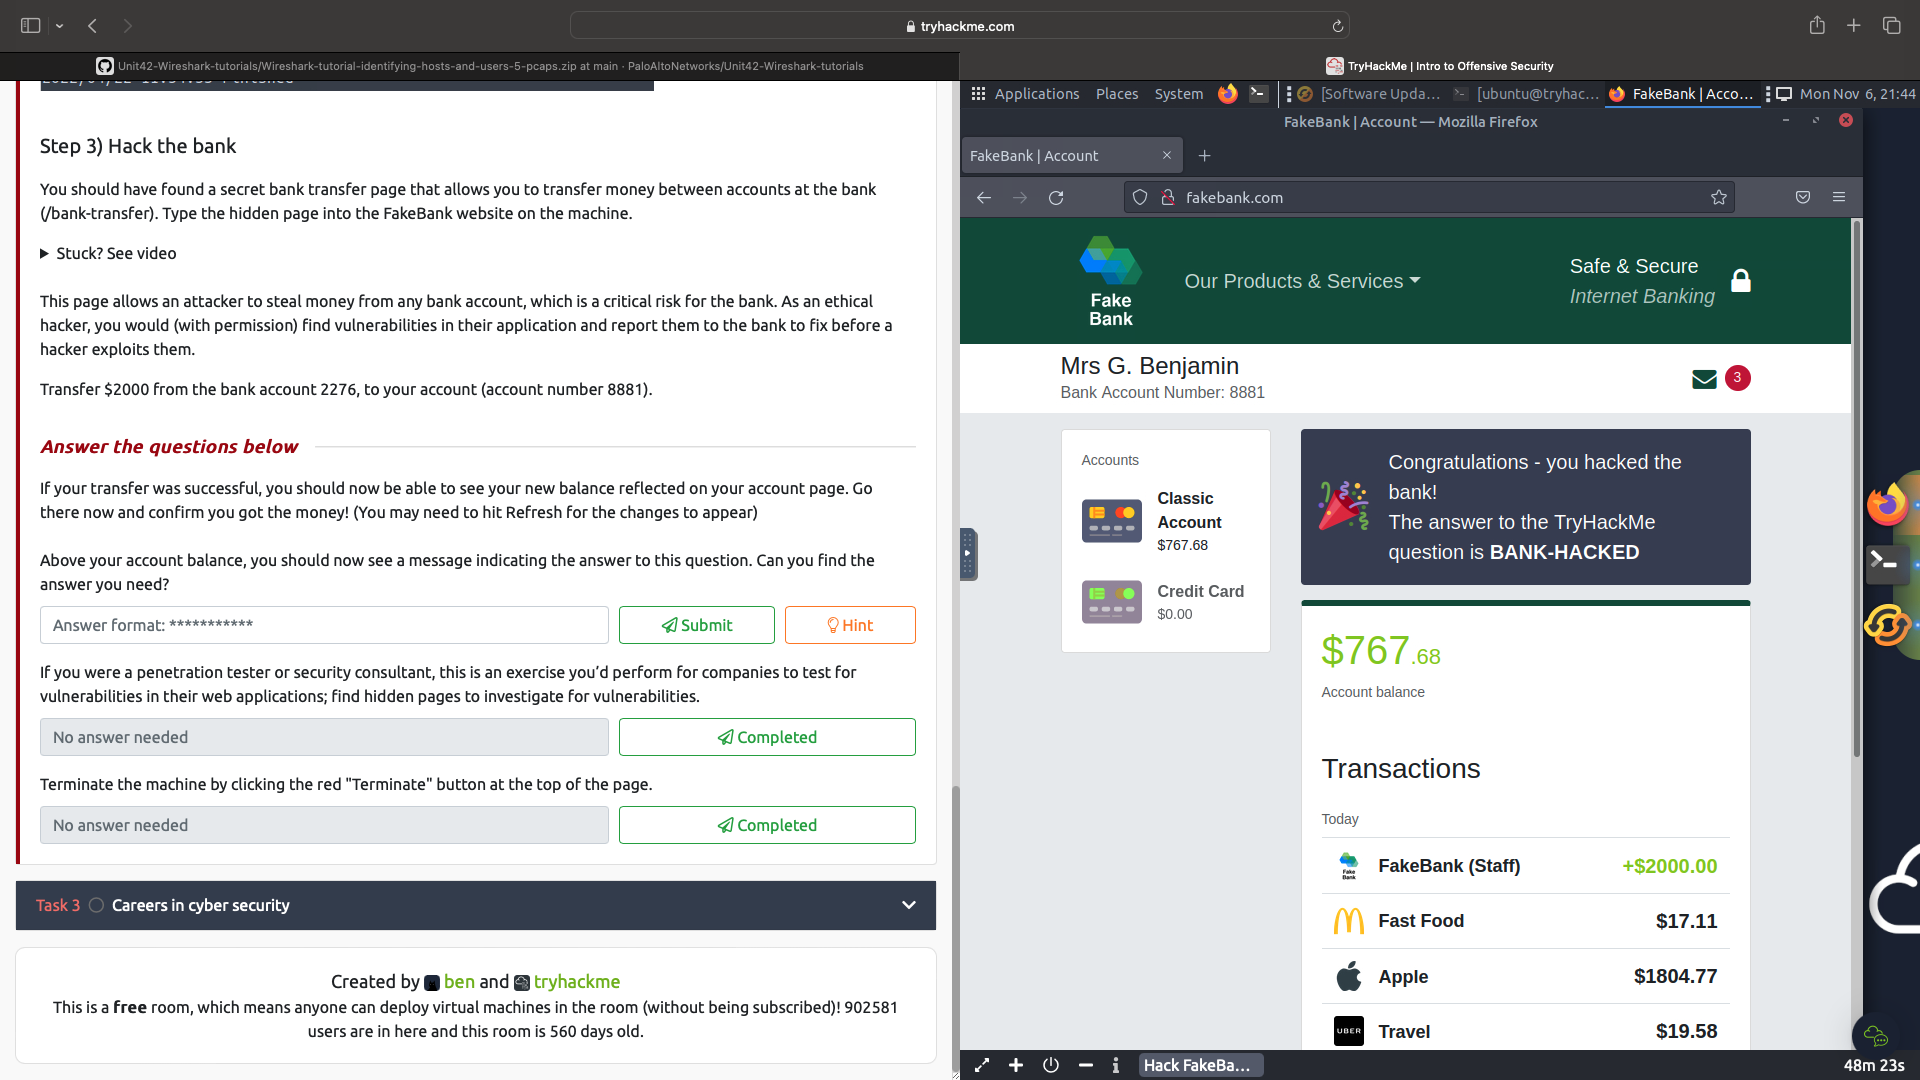 tryhackme.com
Unit42-Wireshark-tutorials/Wireshark-tutorial-identifying-hosts-and-users-5-pcaps.zip at main · PaloAltoNetworks/Unit42-Wireshark-tutorials
TryHackMe | Intro to Offensive Security
Step 3) Hack the bank
You should have found a secret bank transfer page that allows you to transfer money between accounts at the bank
(/bank-transfer). Type the hidden page into the FakeBank website on the machine.
Stuck? See video
This page allows an attacker to steal money from any bank account, which is a critical risk for the bank. As an ethical
hacker, you would (with permission) find vulnerabilities in their application and report them to the bank to fix before a
hacker exploits them.
Transfer $2000 from the bank account 2276, to your account (account number 8881).
Answer the questions below
If your transfer was successful, you should now be able to see your new balance reflected on your account page. Go
there now and confirm you got the money! (You may need to hit Refresh for the changes to appear)
Above your account balance, you should now see a message indicating the answer to this question. Can you find the
answer you need?
Answer format: ***********
Submit
Hint
If you were a penetration tester or security consultant, this is an exercise you’d perform for companies to test for
vulnerabilities in their web applications; find hidden pages to investigate for vulnerabilities.
No answer needed
Completed
Terminate the machine by clicking the red "Terminate" button at the top of the page.
No answer needed
Completed
Task 3 Careers in cyber security
Created by ben and tryhackme
This is a free room, which means anyone can deploy virtual machines in the room (without being subscribed)! 902581
users are in here and this room is 560 days old.
Applications Places System [Software Upda... [ubuntu@tryhac... FakeBank | Acco... Mon Nov 6, 21:44
FakeBank | Account — Mozilla Firefox
FakeBank | Account
fakebank.com
Fake
Bank
Our Products & Services
Safe & Secure
Internet Banking
Mrs G. Benjamin
Bank Account Number: 8881
3
Accounts
Classic
Account
$767.68
Credit Card
$0.00
Congratulations - you hacked the
bank!
The answer to the TryHackMe
question is BANK-HACKED
$767.68
Account balance
Transactions
Today
Fake
Bank
FakeBank (Staff) +$2000.00
Fast Food $17.11
Apple $1804.77
UBER Travel $19.58
Hack FakeBa...
48m 23s